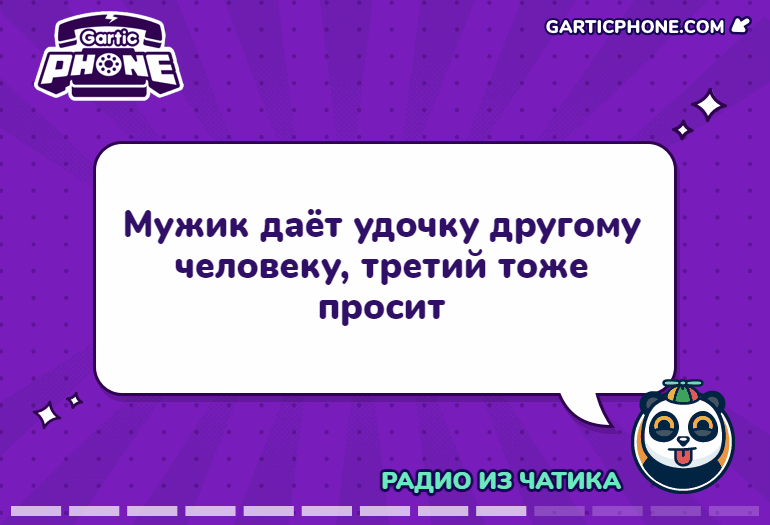 Gartic
PHONE
GARTICPHONE.COM
Мужик даёт удочку другому
человеку, третий тоже
просит
РАДИО ИЗ ЧАТИКА